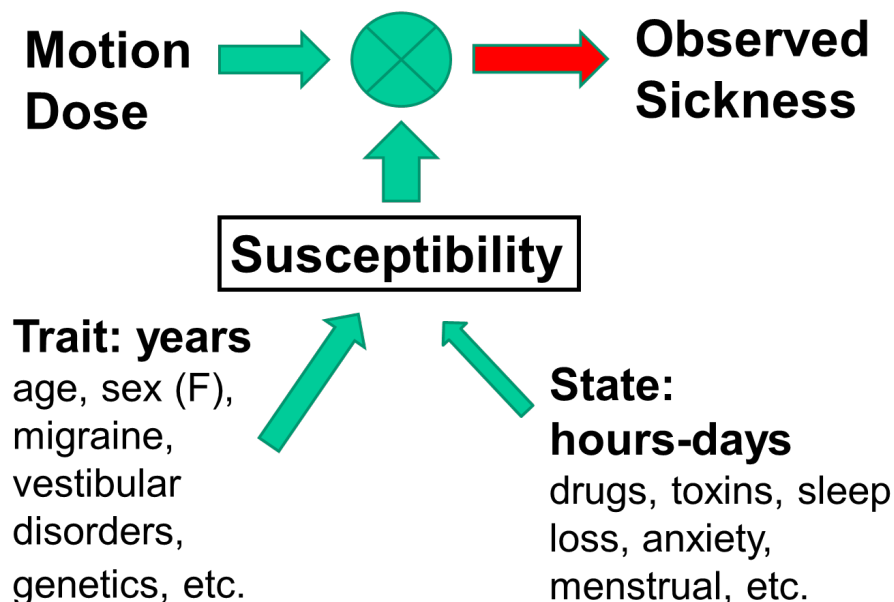 Motion
Dose
Observed
Sickness
Susceptibility
Trait: years
age, sex (F),
migraine,
vestibular
disorders,
genetics, etc.
State:
hours-days
drugs, toxins, sleep
loss, anxiety,
menstrual, etc.